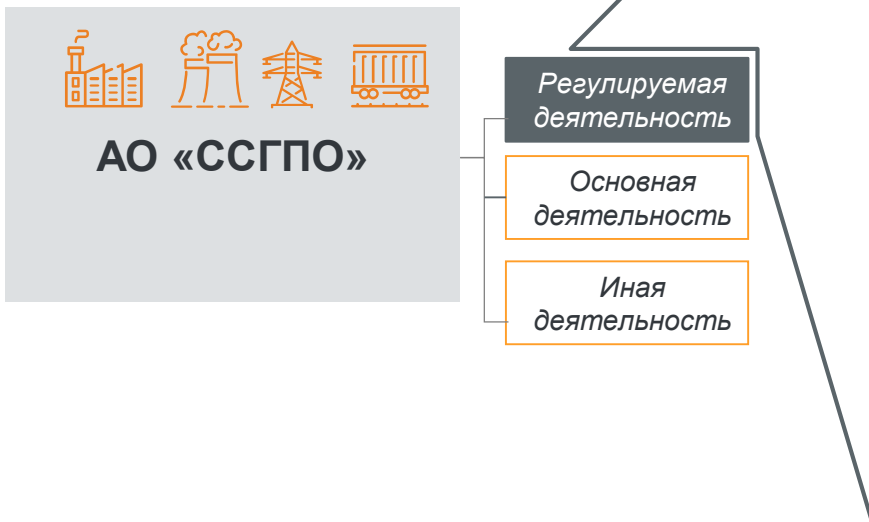 АО «ССГПО»
Регулируемая
деятельность
Основная
деятельность
Иная
деятельность